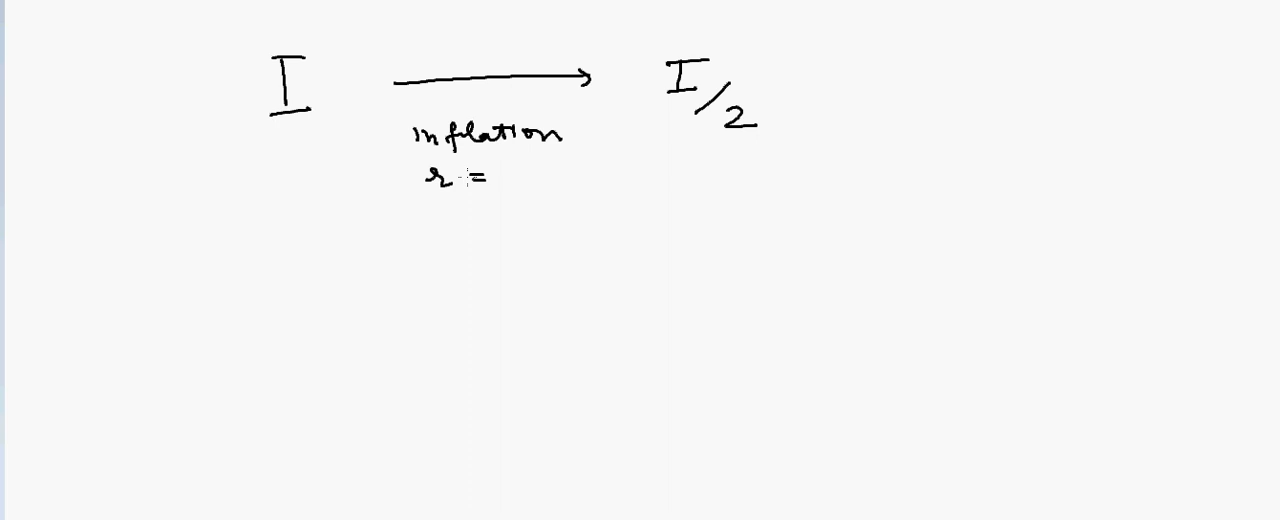 I → I/2
inflation
r =